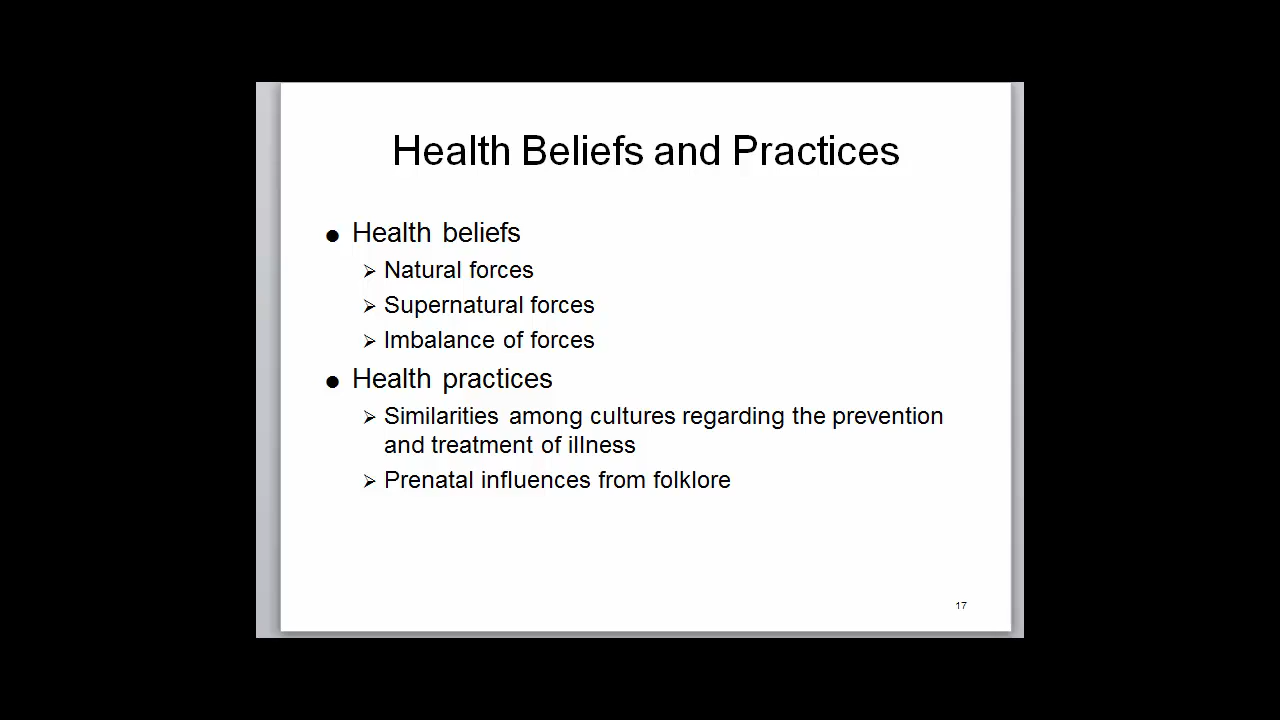 Health Beliefs and Practices
● Health beliefs
➢ Natural forces
➢ Supernatural forces
➢ Imbalance of forces
● Health practices
➢ Similarities among cultures regarding the prevention
and treatment of illness
➢ Prenatal influences from folklore
17